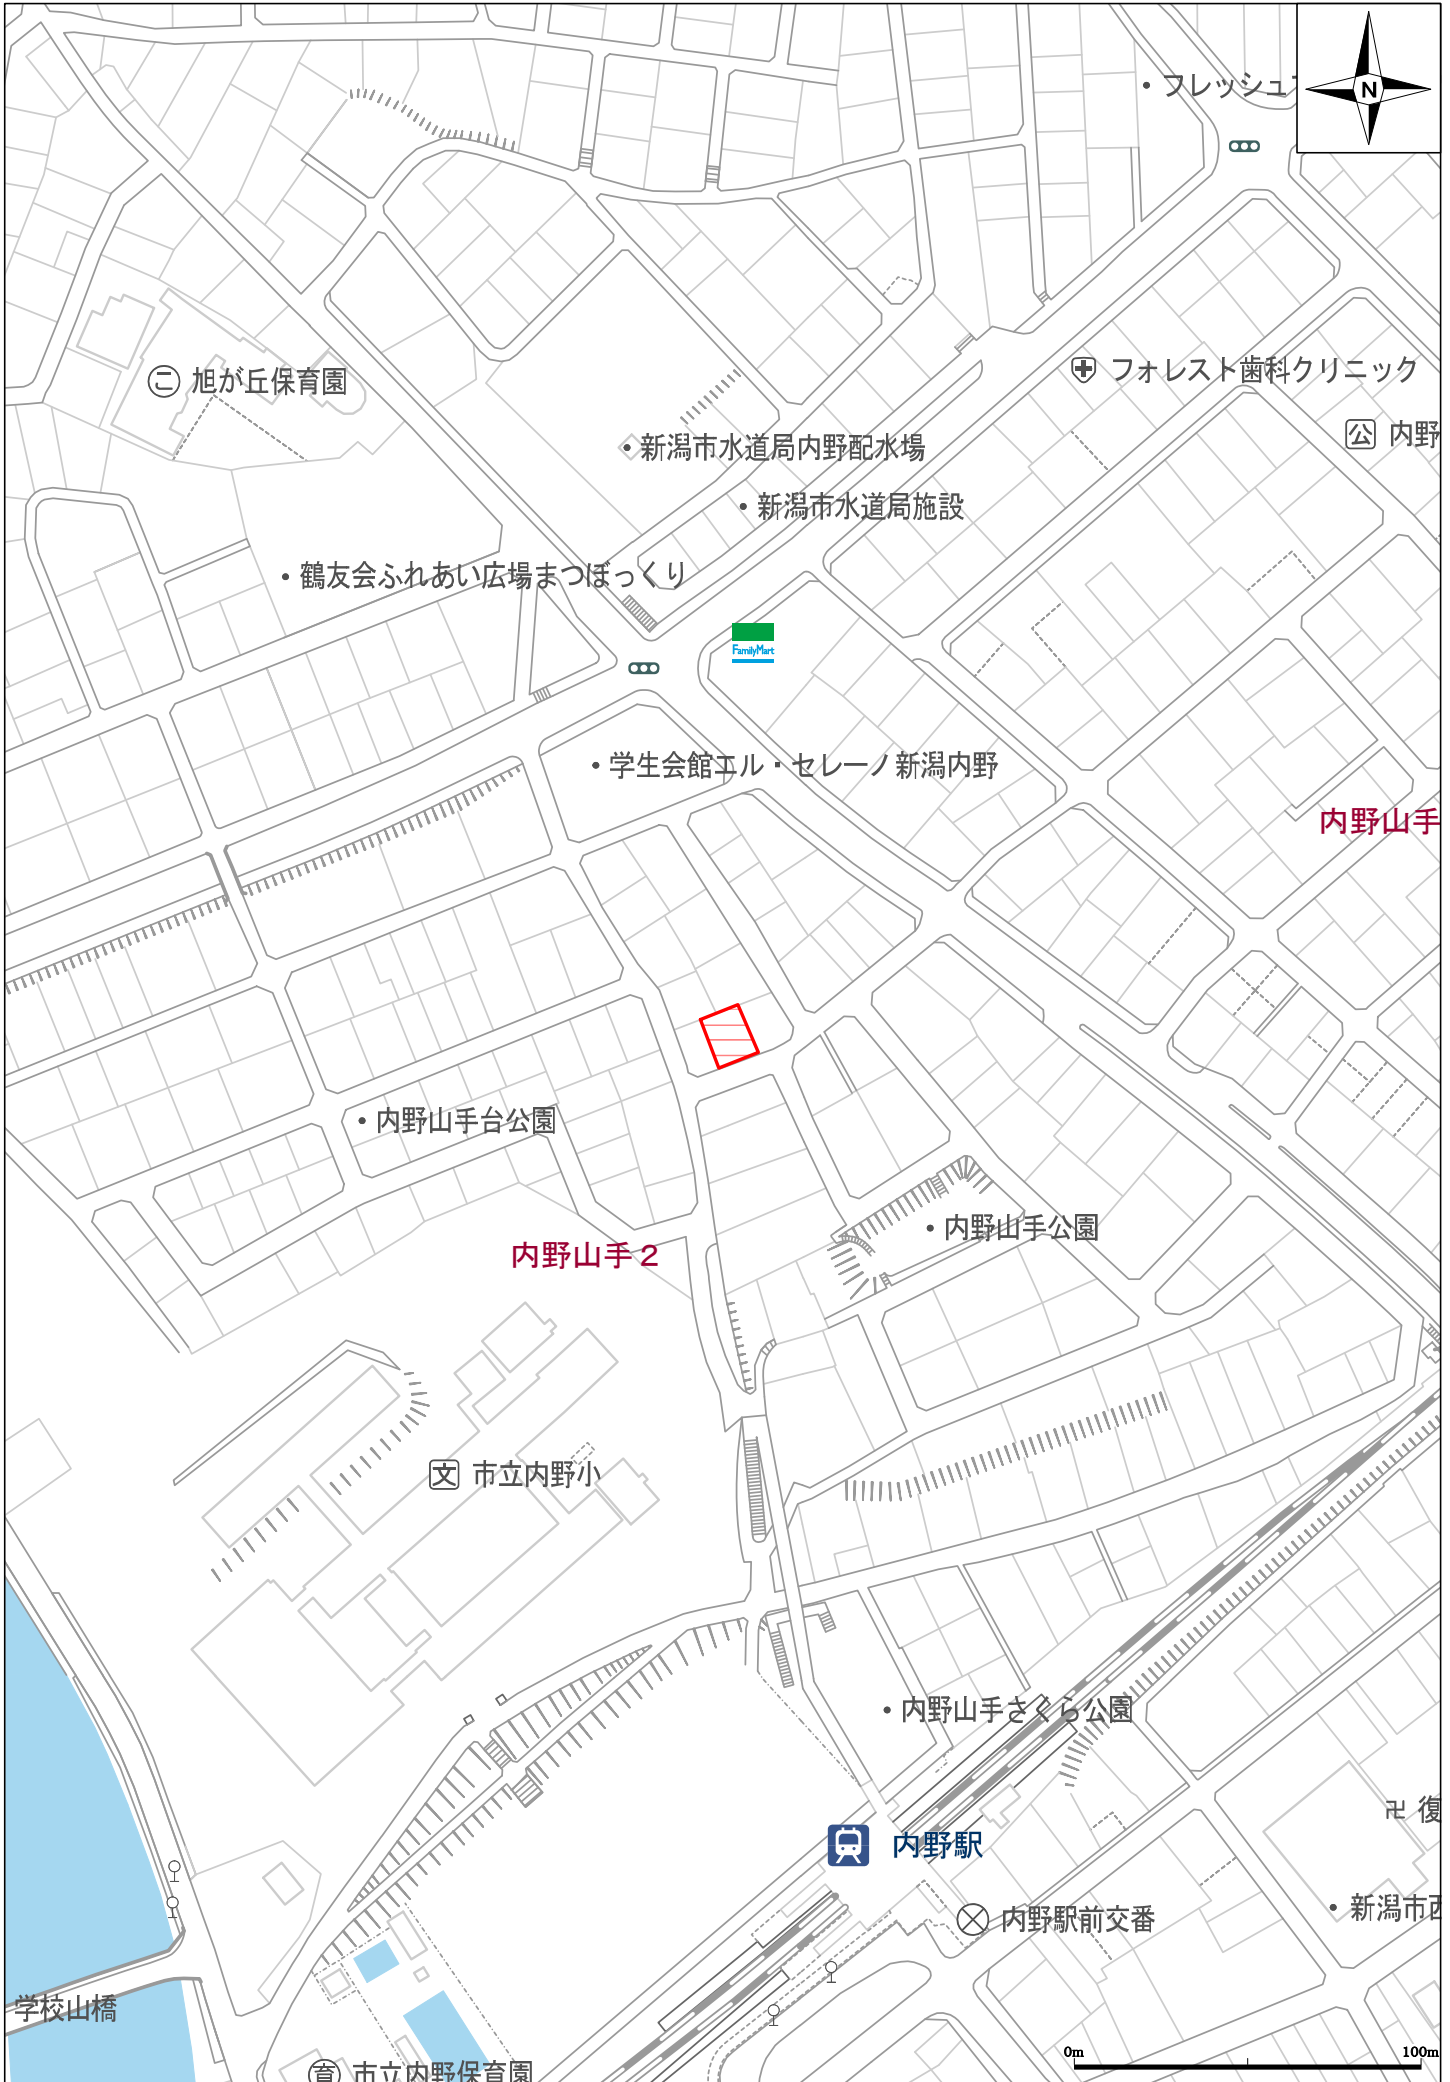 フレッシュ
N
旭が丘保育園
フォレスト歯科クリニック
公 内野
新潟市水道局内野配水場
新潟市水道局施設
鶴友会ふれあい広場まつぼっくり
FamilyMart
学生会館エル・セレーノ新潟内野
内野山手
内野山手台公園
内野山手公園
内野山手２
文 市立内野小
内野山手さくら公園
卍 復
内野駅
新潟市西
内野駅前交番
学校山橋
0m 100m
育 市立内野保育園